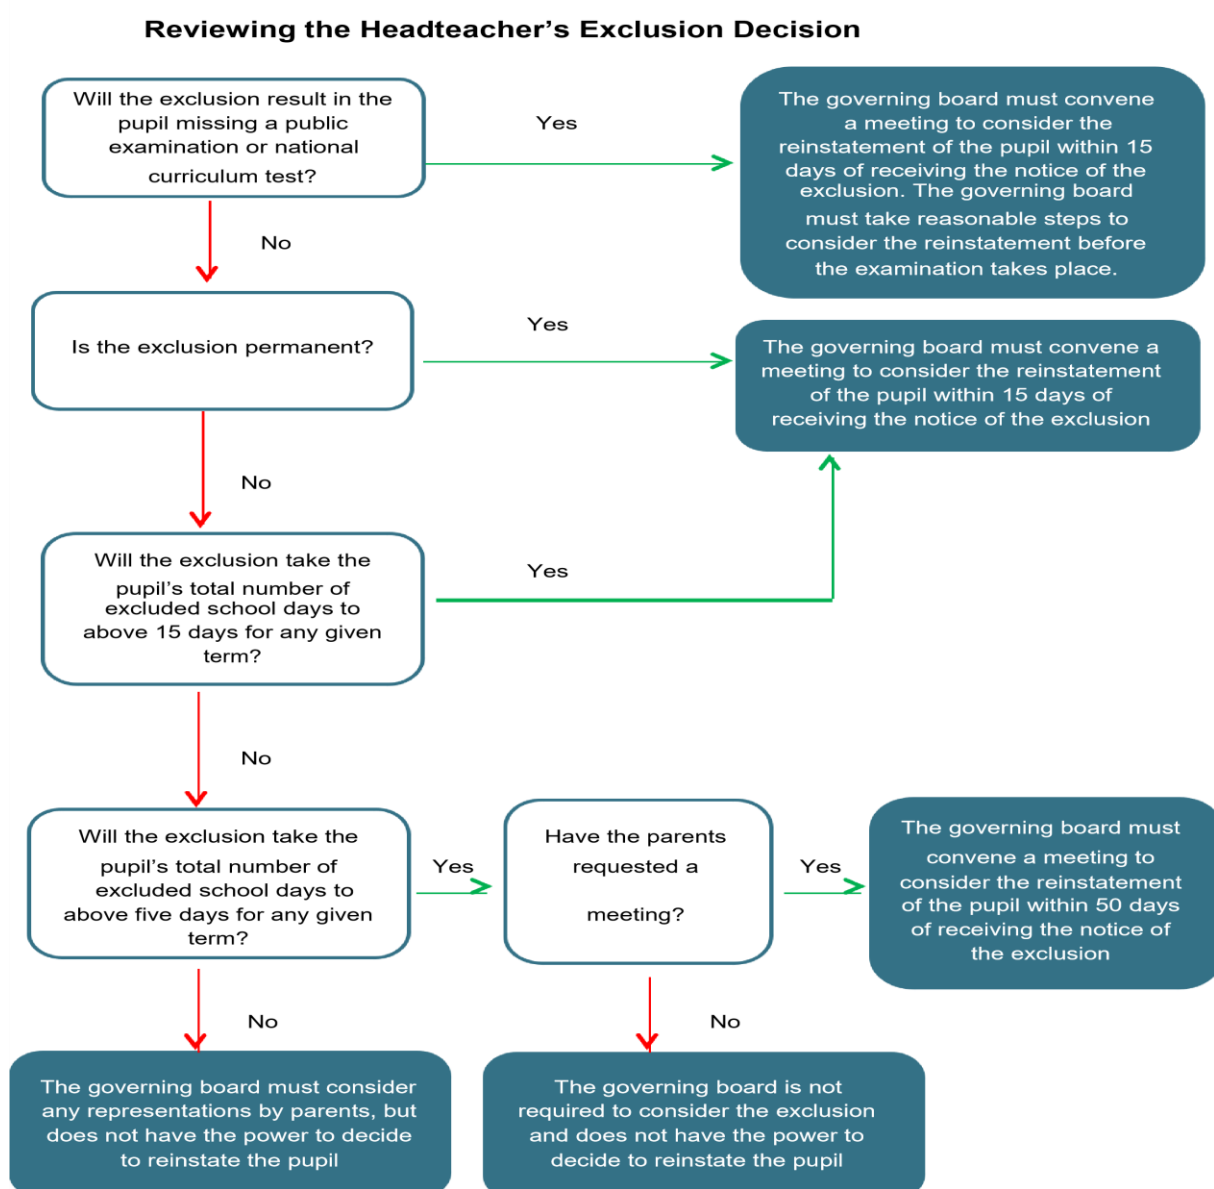 Reviewing the Headteacher’s Exclusion Decision
Will the exclusion result in the
pupil missing a public
examination or national
curriculum test?
Yes
The governing board must convene
a meeting to consider the
reinstatement of the pupil within 15
days of receiving the notice of the
exclusion. The governing board
must take reasonable steps to
consider the reinstatement before
the examination takes place.
No
Is the exclusion permanent?
Yes
The governing board must convene a
meeting to consider the reinstatement
of the pupil within 15 days of
receiving the notice of the exclusion
No
Will the exclusion take the
pupil’s total number of
excluded school days to
above 15 days for any given
term?
Yes
No
Will the exclusion take the
pupil’s total number of
excluded school days to
above five days for any given
term?
Yes
Have the parents
requested a
meeting?
Yes
The governing board must
convene a meeting to
consider the reinstatement
of the pupil within 50 days
of receiving the notice of
the exclusion
No
No
The governing board must consider
any representations by parents, but
does not have the power to decide
to reinstate the pupil
The governing board is not
required to consider the exclusion
and does not have the power to
decide to reinstate the pupil